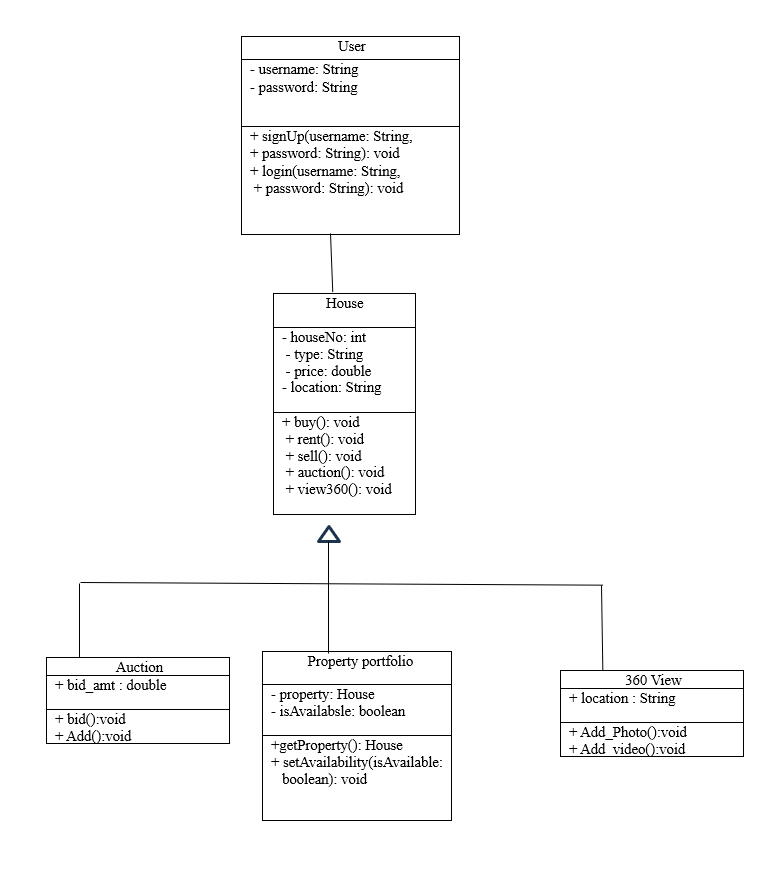 User
- username: String
- password: String
+ signUp(username: String,
+ password: String): void
+ login(username: String,
+ password: String): void
House
- houseNo: int
- type: String
- price: double
- location: String
+ buy(): void
+ rent(): void
+ sell(): void
+ auction(): void
+ view360(): void
Auction
+ bid_amt : double
+ bid():void
+ Add():void
Property portfolio
- property: House
- isAvailabsle: boolean
+getProperty(): House
+ setAvailability(isAvailable:
boolean): void
360 View
+ location : String
+ Add_Photo():void
+ Add_video():void